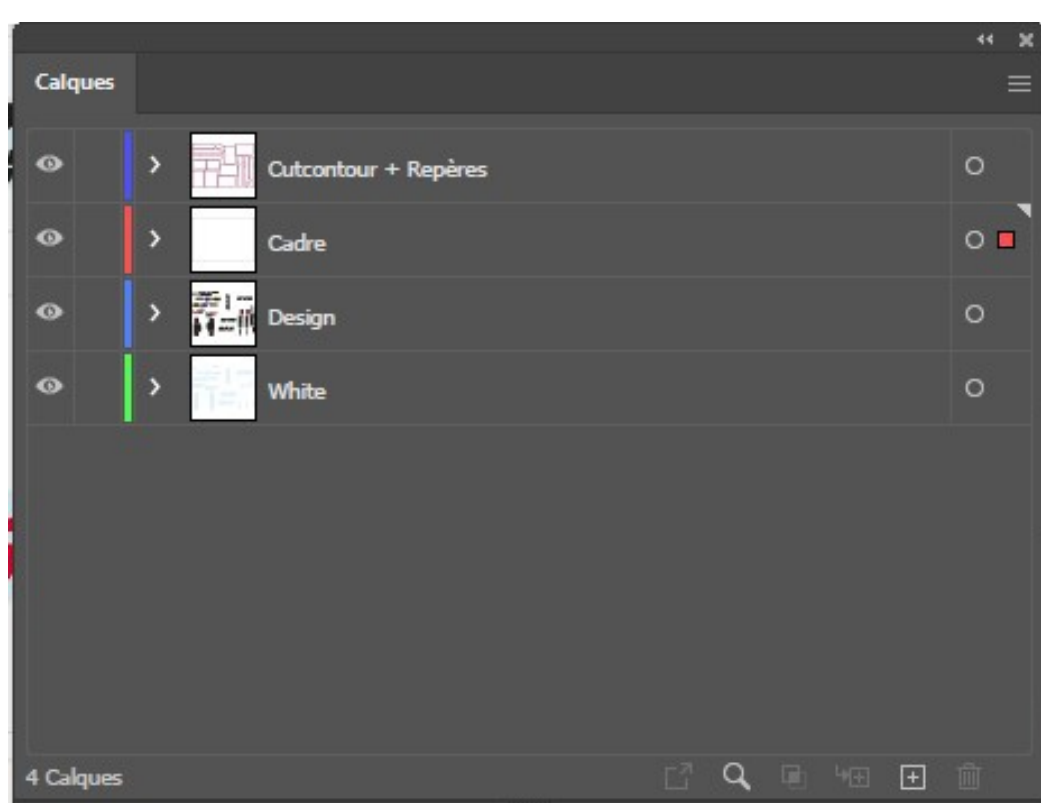 Calques
Cutcontour + Repères
Cadre
Design
White
4 Calques